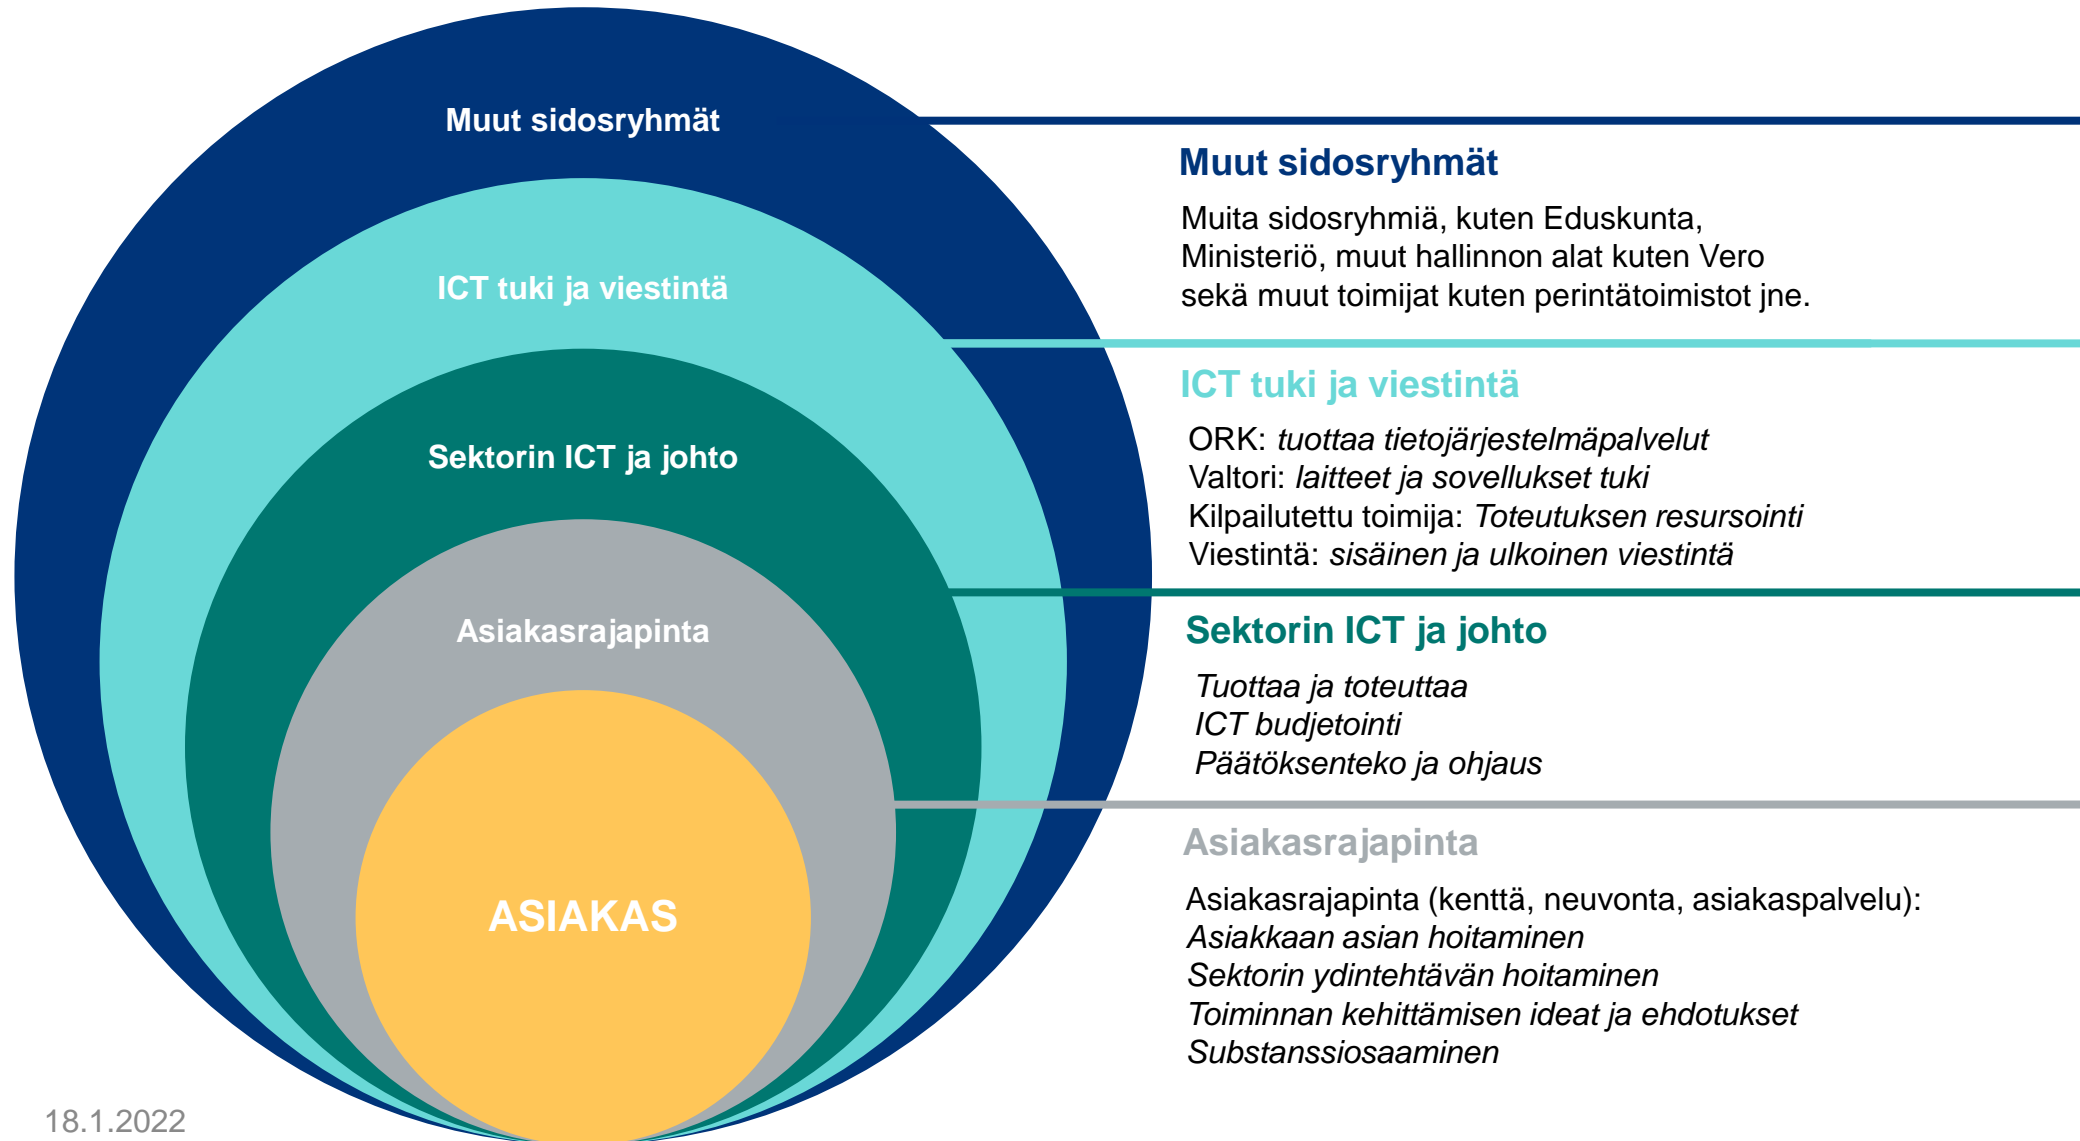 Muut sidosryhmät
ICT tuki ja viestintä
Sektorin ICT ja johto
Asiakasrajapinta
ASIAKAS
Muut sidosryhmät
Muita sidosryhmiä, kuten Eduskunta,
Ministeriö, muut hallinnon alat kuten Vero
sekä muut toimijat kuten perintätoimistot jne.
ICT tuki ja viestintä
ORK: tuottaa tietojärjestelmäpalvelut
Valtori: laitteet ja sovellukset tuki
Kilpailutettu toimija: Toteutuksen resursointi
Viestintä: sisäinen ja ulkoinen viestintä
Sektorin ICT ja johto
Tuottaa ja toteuttaa
ICT budjetointi
Päätöksenteko ja ohjaus
Asiakasrajapinta
Asiakasrajapinta (kenttä, neuvonta, asiakaspalvelu):
Asiakkaan asian hoitaminen
Sektorin ydintehtävän hoitaminen
Toiminnan kehittämisen ideat ja ehdotukset
Substanssiosaaminen
18.1.2022